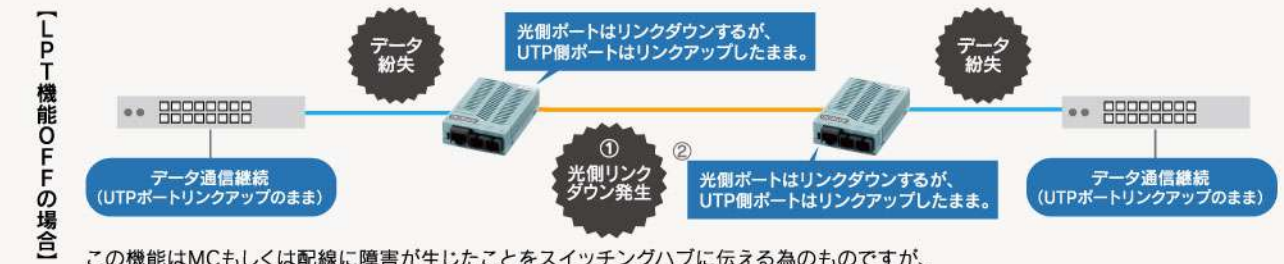 【LPT機能OFFの場合】
データ
紛失
光側ポートはリンクダウンするが、
UTP側ポートはリンクアップしたまま。
データ
紛失
データ通信継続
(UTPポートリンクアップのまま)
①
光側リンク
ダウン発生
②
光側ポートはリンクダウンするが、
UTP側ポートはリンクアップしたまま。
データ通信継続
(UTPポートリンクアップのまま)
この機能はMCもしくは配線に障害が生じたことをスイッチングハブに伝える為のものですが、